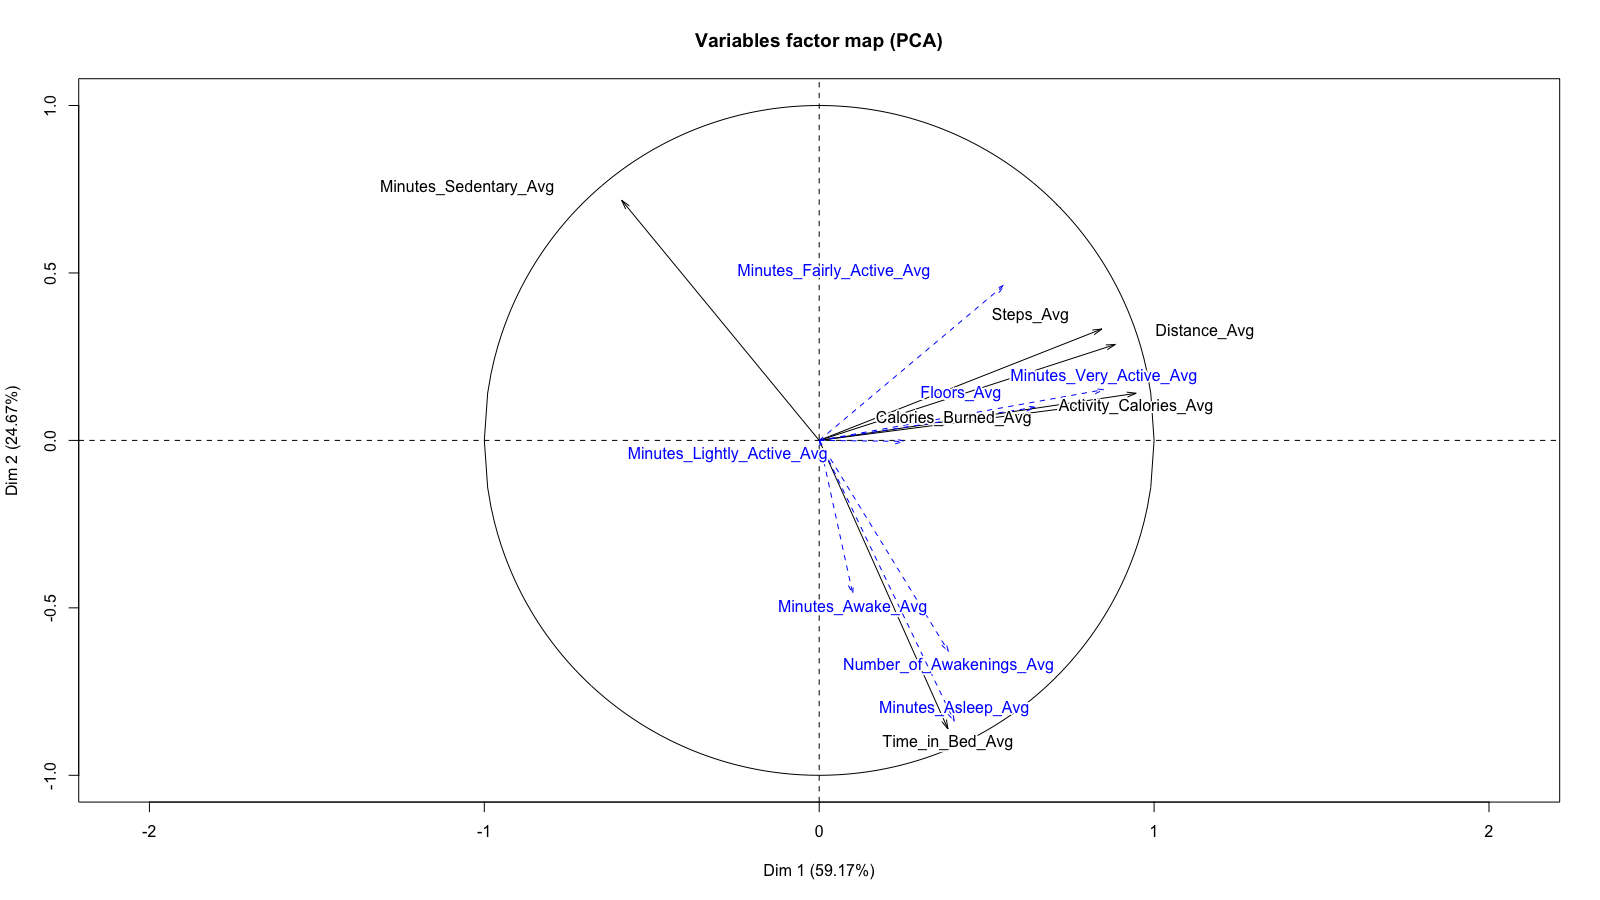 Variables factor map (PCA)
1.0
0.5
0.0
-0.5
-1.0
Dim 2 (24.67%)
Minutes_Sedentary_Avg
Minutes_Fairly_Active_Avg
Steps_Avg
Distance_Avg
Minutes_Very_Active_Avg
Floors_Avg
Activity_Calories_Avg
Calories_Burned_Avg
Minutes_Lightly_Active_Avg
Minutes_Awake_Avg
Number_of_Awakenings_Avg
Minutes_Asleep_Avg
Time_in_Bed_Avg
-2 -1 0 1 2
Dim 1 (59.17%)